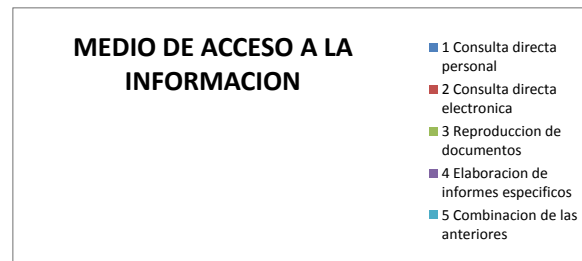 MEDIO DE ACCESO A LA
INFORMACION
1 Consulta directa
personal
2 Consulta directa
electronica
3 Reproduccion de
documentos
4 Elaboracion de
informes especificos
5 Combinacion de las
anteriores